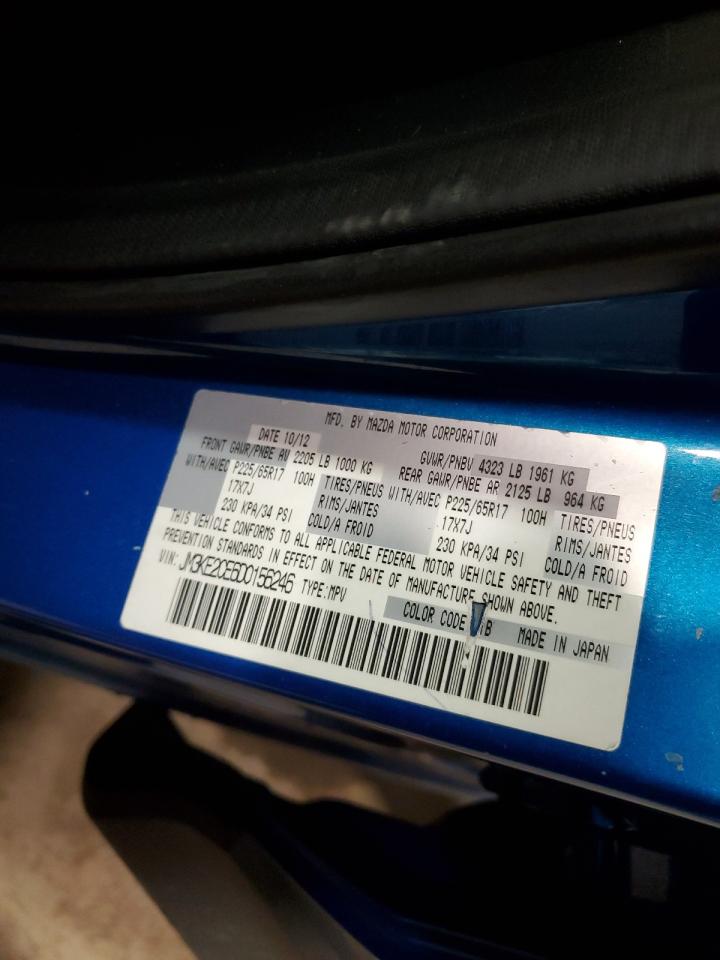 MFD. BY MAZDA MOTOR CORPORATION
DATE 10/12 GVWR/PNBV 4323 LB 1961 KG
FRONT GAWR/PNBE AV 2205 LB 1000 KG REAR GAWR/PNBE AR 2125 LB 964 KG
WITH/AVEC P225/65R17 100H TIRES/PNEUS WITH/AVEC P225/65R17 100H TIRES/PNEUS
17X7J RIMS/JANTES 17X7J RIMS/JANTES
230 KPA/34 PSI COLD/A FROID 230 KPA/34 PSI COLD/A FROID
THIS VEHICLE CONFORMS TO ALL APPLICABLE FEDERAL MOTOR VEHICLE SAFETY AND THEFT
PREVENTION STANDARDS IN EFFECT ON THE DATE OF MANUFACTURE SHOWN ABOVE.
VIN: JM3KE2CE6D0156246 TYPE:MPV
COLOR CODE
MADE IN JAPAN